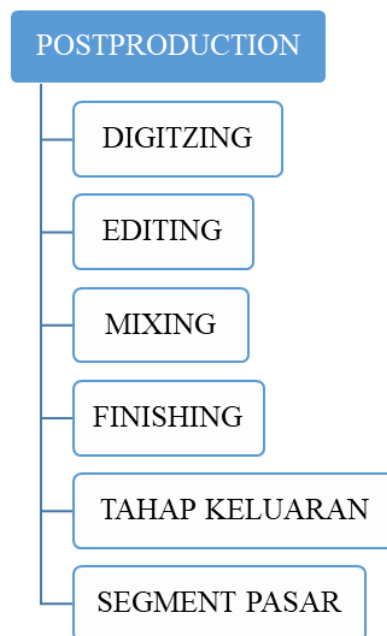 POSTPRODUCTION
DIGITZING
EDITING
MIXING
FINISHING
TAHAP KELUARAN
SEGMENT PASAR